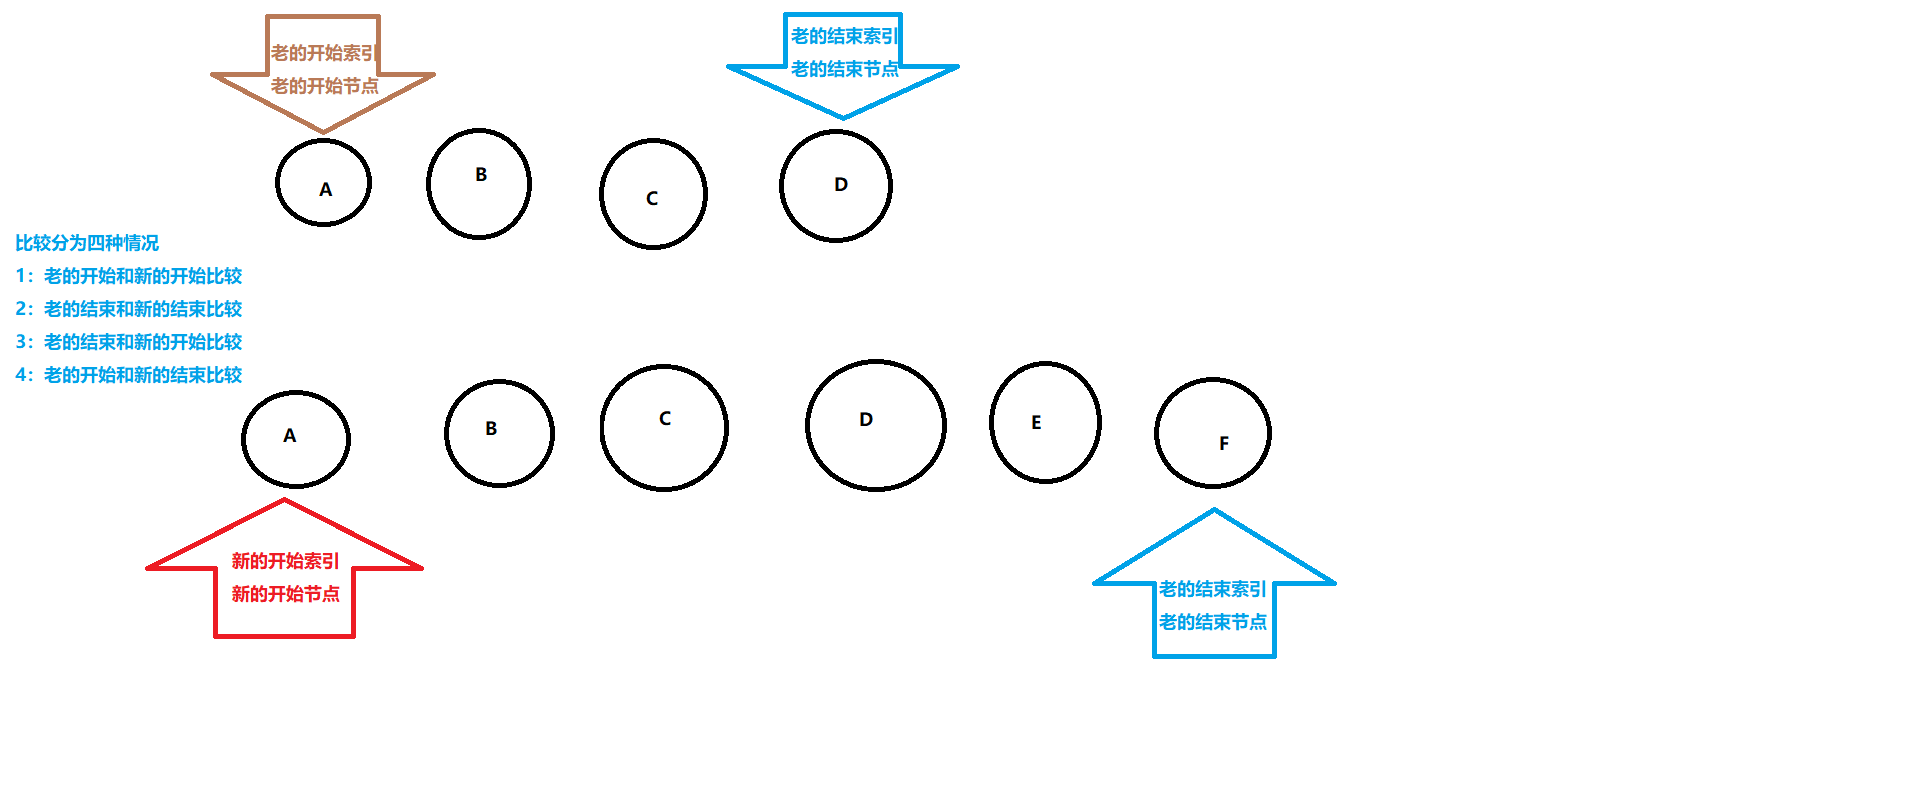 老的开始索引
老的开始节点
老的结束索引
老的结束节点
A
B
C
D
比较分为四种情况
1：老的开始和新的开始比较
2：老的结束和新的结束比较
3：老的结束和新的开始比较
4：老的开始和新的结束比较
A
B
C
D
E
F
新的开始索引
新的开始节点
老的结束索引
老的结束节点